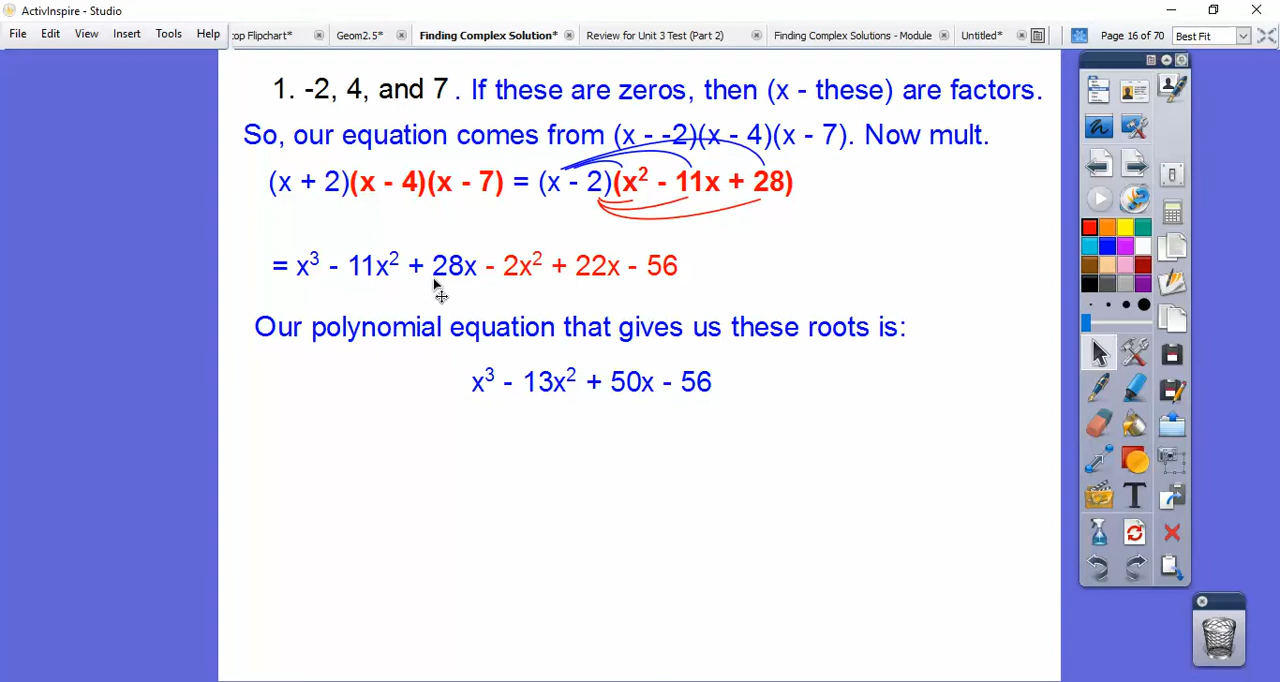 ActivInspire - Studio
File Edit View Insert Tools Help
top Flipchart* Geom2.5* Finding Complex Solution* Review for Unit 3 Test (Part 2) Finding Complex Solutions - Module Untitled* Page 16 of 70 Best Fit
1. -2, 4, and 7 . If these are zeros, then (x - these) are factors.
So, our equation comes from (x - -2)(x - 4)(x - 7). Now mult.
(x + 2)(x - 4)(x - 7) = (x - 2)(x² - 11x + 28)
= x³ - 11x² + 28x - 2x² + 22x - 56
Our polynomial equation that gives us these roots is:
x³ - 13x² + 50x - 56